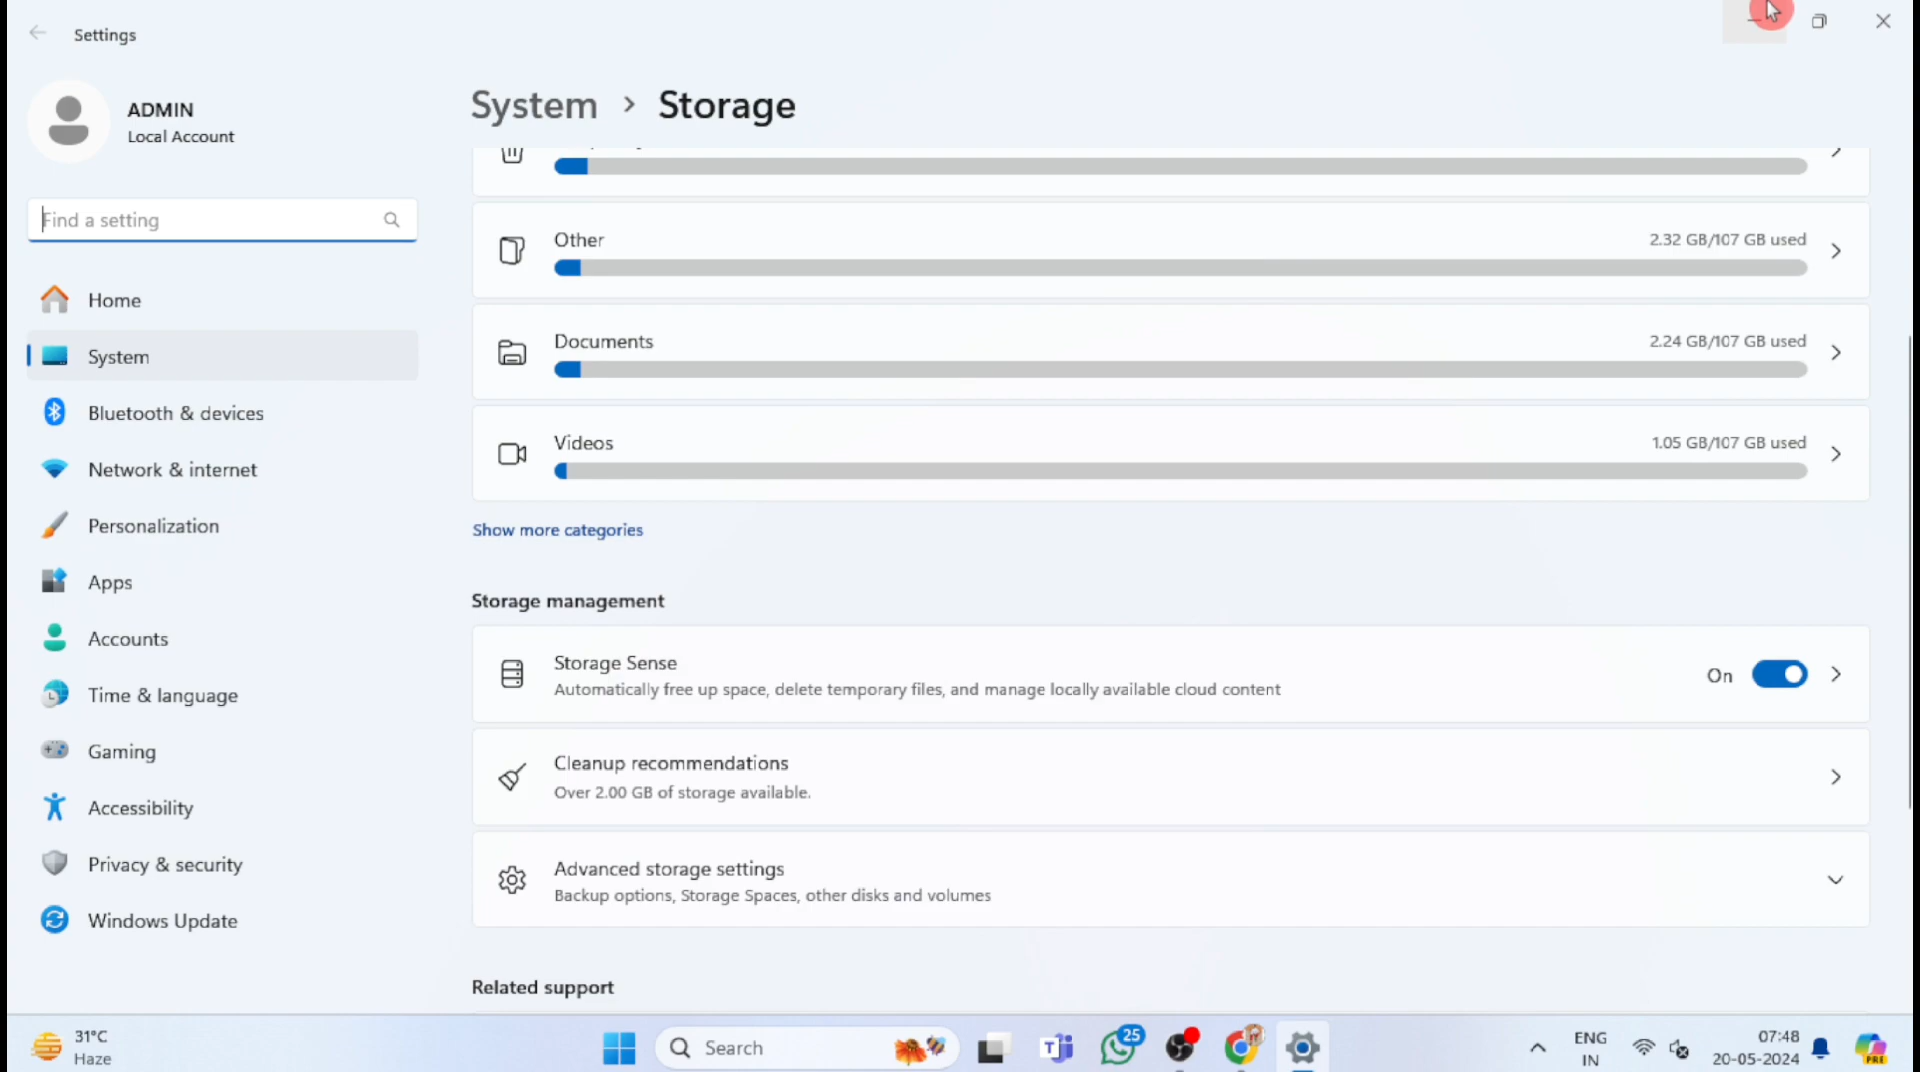 Settings
ADMIN
Local Account
Find a setting
Home
System
Bluetooth & devices
Network & internet
Personalization
Apps
Accounts
Time & language
Gaming
Accessibility
Privacy & security
Windows Update
System > Storage
Other
2.32 GB/107 GB used
Documents
2.24 GB/107 GB used
Videos
1.05 GB/107 GB used
Show more categories
Storage management
Storage Sense
Automatically free up space, delete temporary files, and manage locally available cloud content
On
Cleanup recommendations
Over 2.00 GB of storage available.
Advanced storage settings
Backup options, Storage Spaces, other disks and volumes
Related support
31°C
Haze
Search
25
ENG
IN
07:48
20-05-2024
PRE